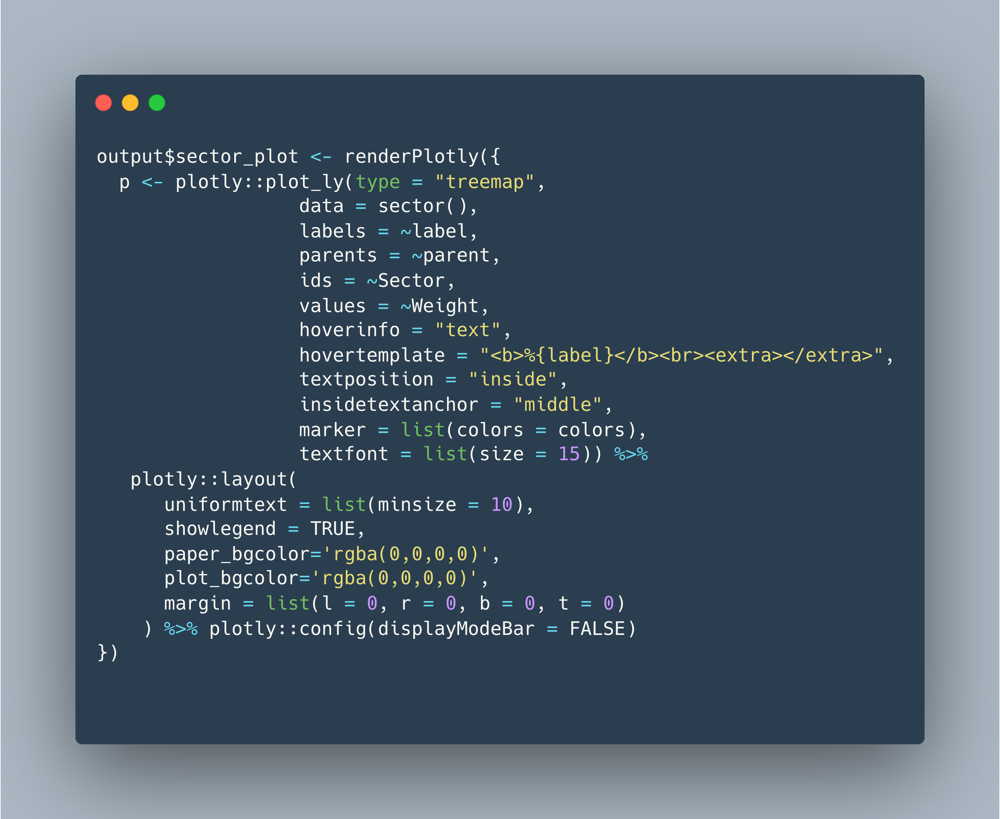 output$sector_plot <- renderPlotly({
  p <- plotly::plot_ly(type = "treemap",
                  data = sector(),
                  labels = ~label,
                  parents = ~parent,
                  ids = ~Sector,
                  values = ~Weight,
                  hoverinfo = "text",
                  hovertemplate = "<b>%{label}</b><br><extra></extra>",
                  textposition = "inside",
                  insidetextanchor = "middle",
                  marker = list(colors = colors),
                  textfont = list(size = 15)) %>%
   plotly::layout(
      uniformtext = list(minsize = 10),
      showlegend = TRUE,
      paper_bgcolor='rgba(0,0,0,0)',
      plot_bgcolor='rgba(0,0,0,0)',
      margin = list(l = 0, r = 0, b = 0, t = 0)
    ) %>% plotly::config(displayModeBar = FALSE)
})